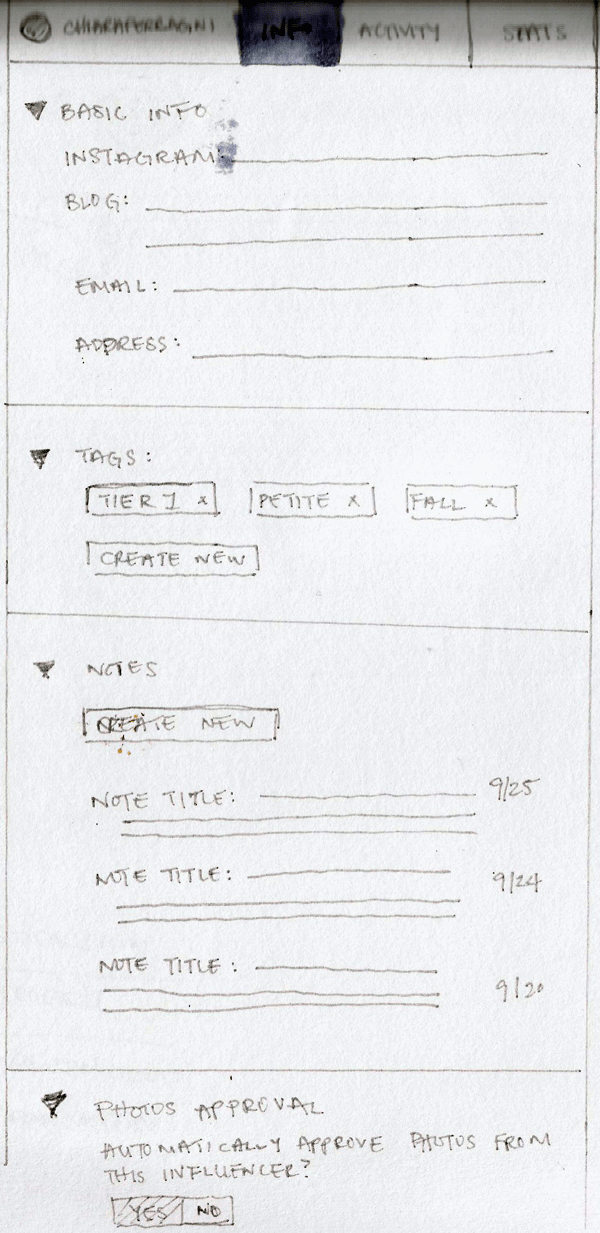 CHIARAFERRAGINI INFO ACTIVITY STATS
BASIC INFO
INSTAGRAM:
BLOG:
EMAIL:
ADDRESS:
TAGS:
TIER 1 x PETITE x FALL x
CREATE NEW
NOTES
CREATE NEW
NOTE TITLE: 9/25
NOTE TITLE: 9/24
NOTE TITLE: 9/20
PHOTOS APPROVAL
AUTOMATICALLY APPROVE PHOTOS FROM
THIS INFLUENCER?
YES NO